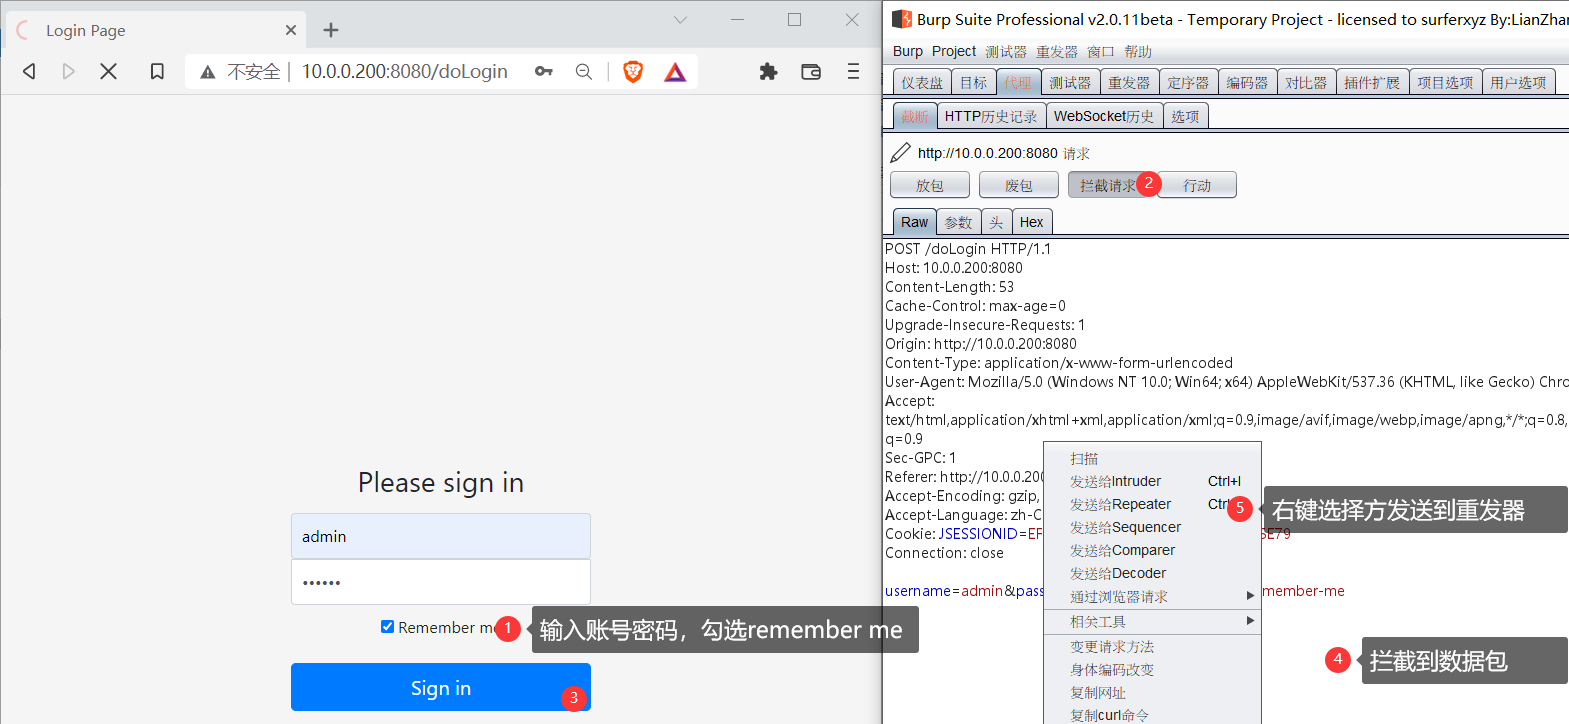 Login Page
不安全 10.0.0.200:8080/doLogin
Please sign in
admin
••••••
Remember me
1
输入账号密码，勾选remember me
Sign in
3
Burp Suite Professional v2.0.11beta - Temporary Project - licensed to surferxyz By:LianZhan
Burp Project 测试器 重发器 窗口 帮助
仪表盘 目标 代理 测试器 重发器 定序器 编码器 对比器 插件扩展 项目选项 用户选项
截断 HTTP历史记录 WebSocket历史 选项
http://10.0.0.200:8080 请求
放包 废包 拦截请求 2 行动
Raw 参数 头 Hex
POST /doLogin HTTP/1.1
Host: 10.0.0.200:8080
Content-Length: 53
Cache-Control: max-age=0
Upgrade-Insecure-Requests: 1
Origin: http://10.0.0.200:8080
Content-Type: application/x-www-form-urlencoded
User-Agent: Mozilla/5.0 (Windows NT 10.0; Win64; x64) AppleWebKit/537.36 (KHTML, like Gecko) Chro
Accept:
text/html,application/xhtml+xml,application/xml;q=0.9,image/avif,image/webp,image/apng,*/*;q=0.8,
q=0.9
Sec-GPC: 1
Referer: http://10.0.0.200
Accept-Encoding: gzip,
Accept-Language: zh-C
Cookie: JSESSIONID=EF
E79
Connection: close
username=admin&pass
member-me
扫描
发送给Intruder Ctrl+I
发送给Repeater Ctrl
5
右键选择方发送到重发器
发送给Sequencer
发送给Comparer
发送给Decoder
通过浏览器请求
相关工具
变更请求方法
身体编码改变
复制网址
复制curl命令
4
拦截到数据包